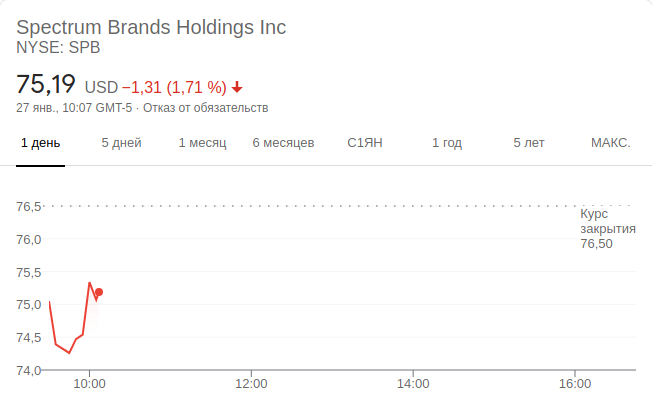 Spectrum Brands Holdings Inc
NYSE: SPB
75,19 USD −1,31 (1,71 %)
27 янв., 10:07 GMT-5 · Отказ от обязательств
1 день 5 дней 1 месяц 6 месяцев С1ЯН 1 год 5 лет МАКС.
76,5
Курс
закрытия
76,0
76,50
75,5
75,0
74,5
74,0
10:00 12:00 14:00 16:00